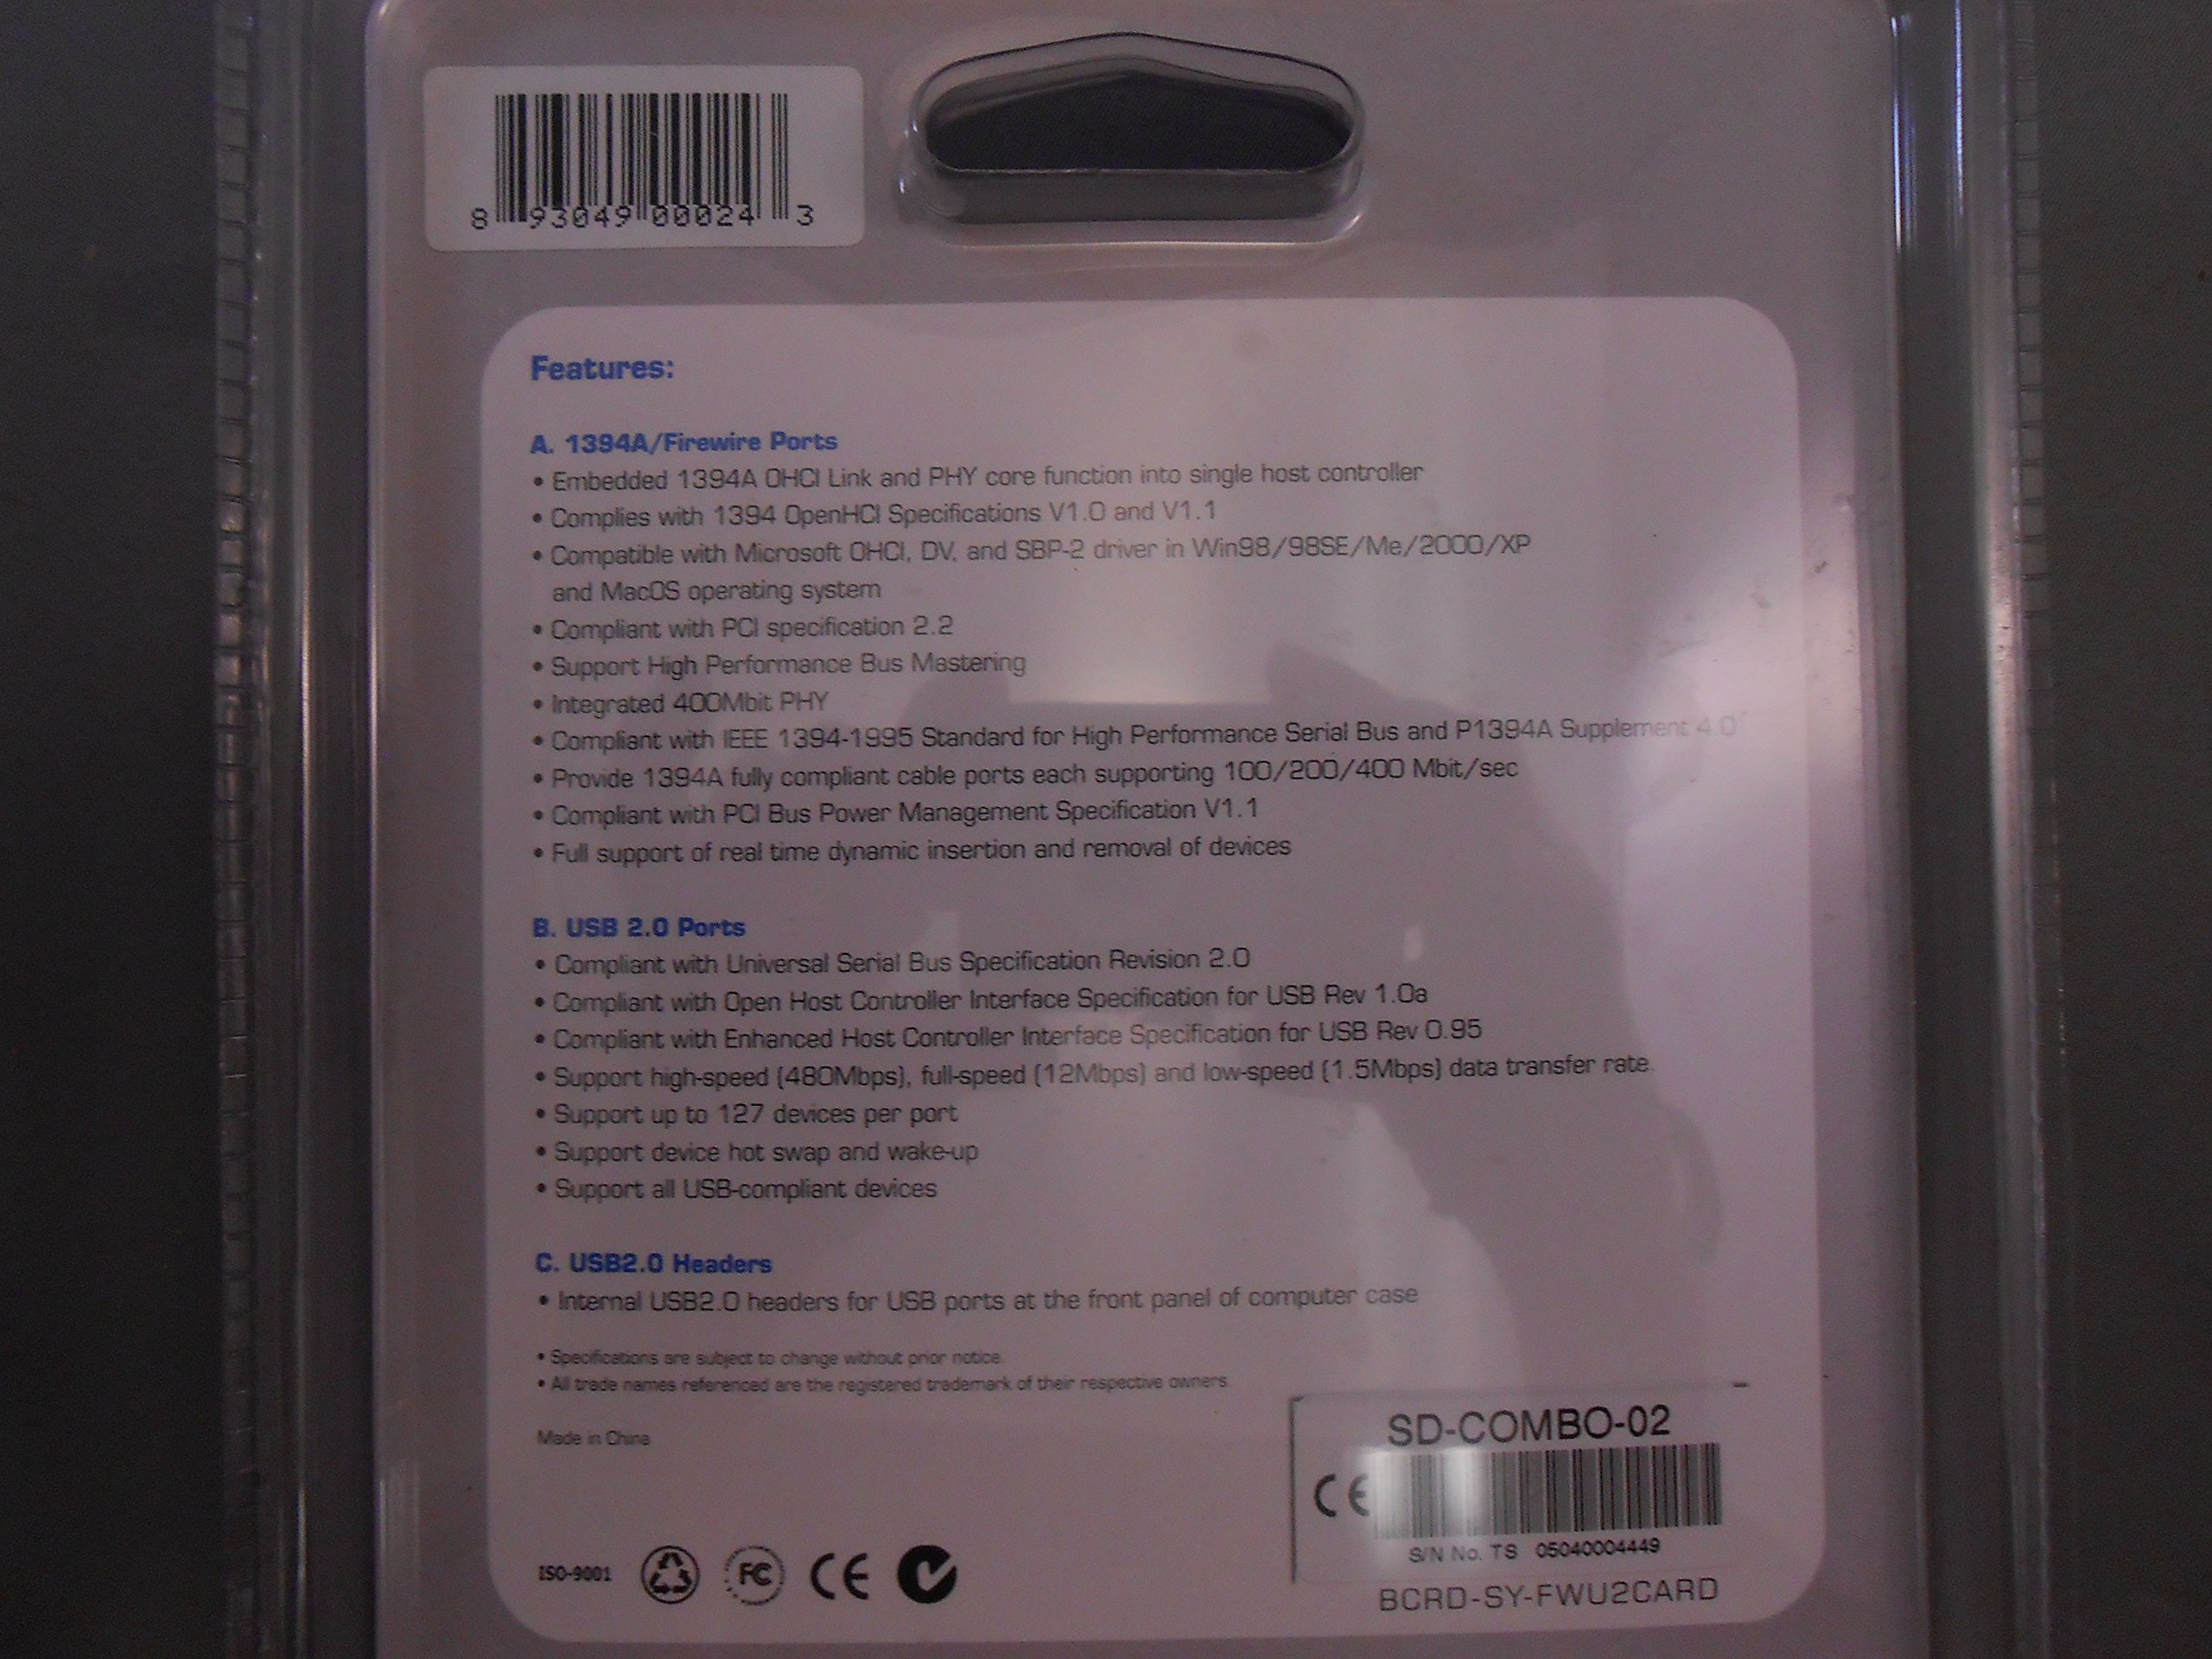 8 93049 00024 3
Features:
A. 1394A/Firewire Ports
• Embedded 1394A OHCI Link and PHY core function into single host controller
• Complies with 1394 OpenHCI Specifications V1.0 and V1.1
• Compatible with Microsoft OHCI, DV, and SBP-2 driver in Win98/98SE/Me/2000/XP
and MacOS operating system
• Compliant with PCI specification 2.2
• Support High Performance Bus Mastering
• Integrated 400Mbit PHY
• Compliant with IEEE 1394-1995 Standard for High Performance Serial Bus and P1394A Supplement 4.0
• Provide 1394A fully compliant cable ports each supporting 100/200/400 Mbit/sec
• Compliant with PCI Bus Power Management Specification V1.1
• Full support of real time dynamic insertion and removal of devices
B. USB 2.0 Ports
• Compliant with Universal Serial Bus Specification Revision 2.0
• Compliant with Open Host Controller Interface Specification for USB Rev 1.0a
• Compliant with Enhanced Host Controller Interface Specification for USB Rev 0.95
• Support high-speed (480Mbps), full-speed (12Mbps) and low-speed (1.5Mbps) data transfer rate.
• Support up to 127 devices per port
• Support device hot swap and wake-up
• Support all USB-compliant devices
C. USB2.0 Headers
• Internal USB2.0 headers for USB ports at the front panel of computer case
• Specifications are subject to change without prior notice.
• All trade names referenced are the registered trademark of their respective owners.
Made in China
ISO-9001 FC CE
SD-COMBO-02
CE
S/N No. TS 05040004449
BCRD-SY-FWU2CARD